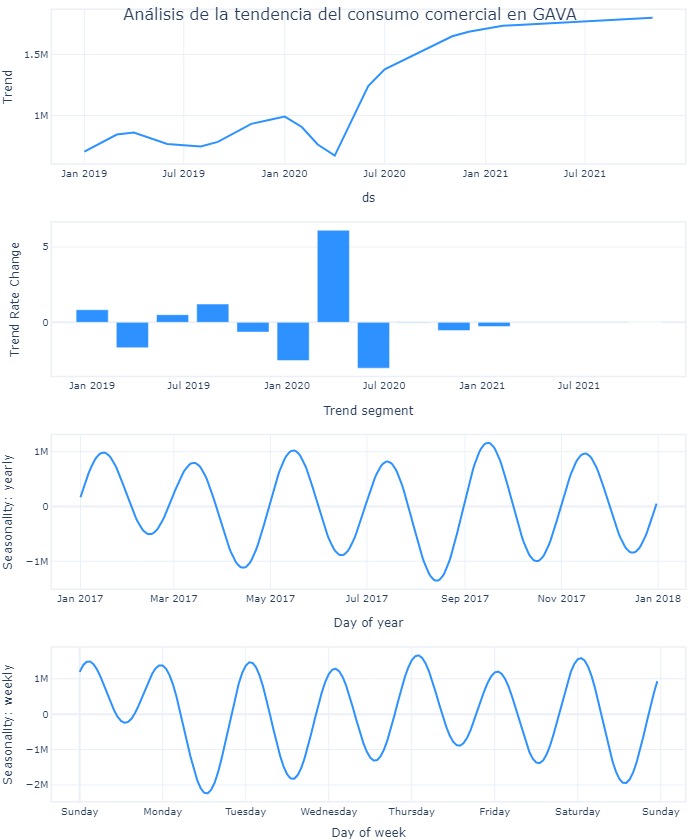 Análisis de la tendencia del consumo comercial en GAVA
1.5M
1M
Trend
Jan 2019 Jul 2019 Jan 2020 Jul 2020 Jan 2021 Jul 2021
ds
5
0
Trend Rate Change
Jan 2019 Jul 2019 Jan 2020 Jul 2020 Jan 2021 Jul 2021
Trend segment
1M
0
−1M
Seasonality: yearly
Jan 2017 Mar 2017 May 2017 Jul 2017 Sep 2017 Nov 2017 Jan 2018
Day of year
1M
0
−1M
−2M
Seasonality: weekly
Sunday Monday Tuesday Wednesday Thursday Friday Saturday Sunday
Day of week